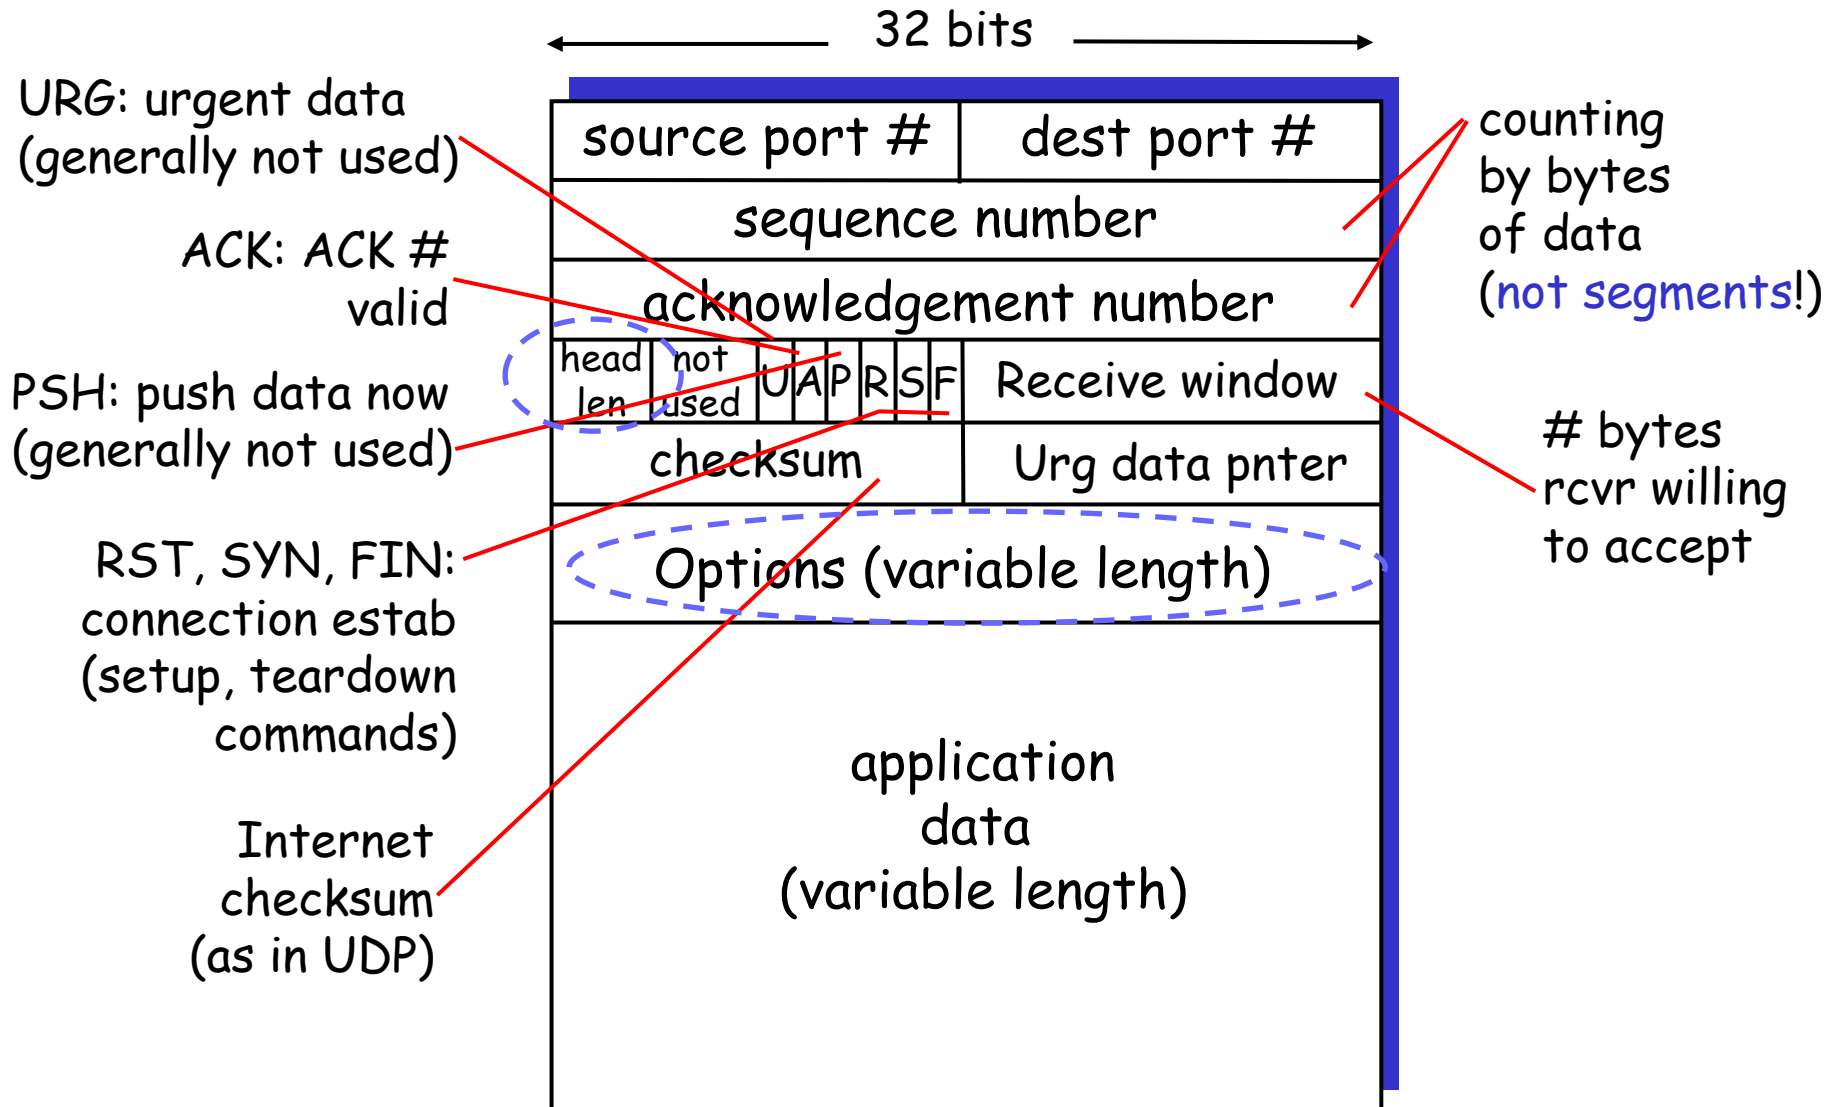 32 bits
URG: urgent data
(generally not used)
ACK: ACK #
valid
PSH: push data now
(generally not used)
RST, SYN, FIN:
connection estab
(setup, teardown
commands)
Internet
checksum
(as in UDP)
source port #
dest port #
sequence number
acknowledgement number
head
len
not
used
U
A
P
R
S
F
Receive window
checksum
Urg data pnter
Options (variable length)
application
data
(variable length)
counting
by bytes
of data
(not segments!)
# bytes
rcvr willing
to accept